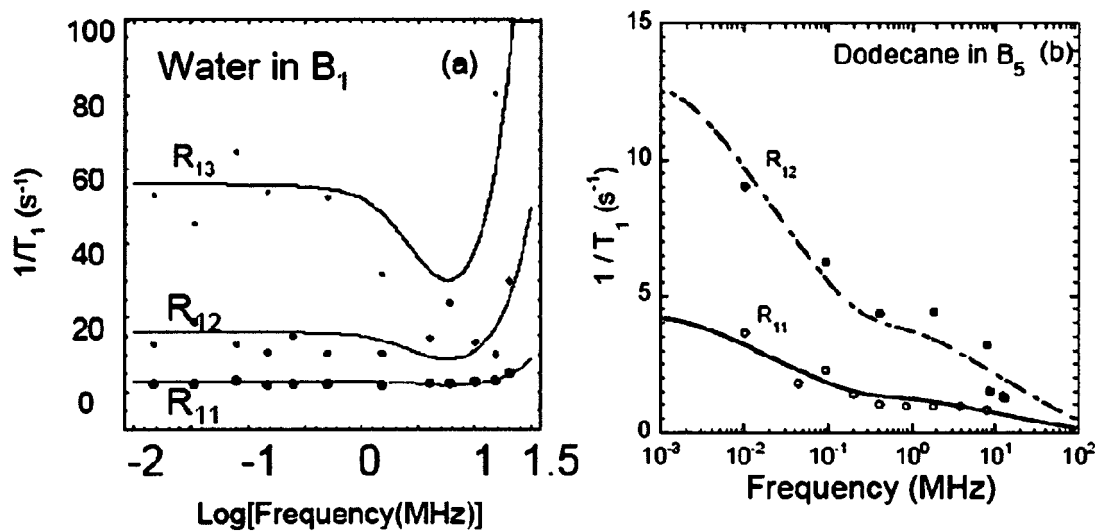 100
80
60
40
20
0
1/T₁ (s⁻¹)
Water in B₁
(a)
R₁₃
R₁₂
R₁₁
-2
-1
0
1
1.5
Log[Frequency(MHz)]
15
10
5
0
1 / T₁ (s⁻¹)
Dodecane in B₅ (b)
R₁₂
R₁₁
10⁻³
10⁻²
10⁻¹
10⁰
10¹
10²
Frequency (MHz)